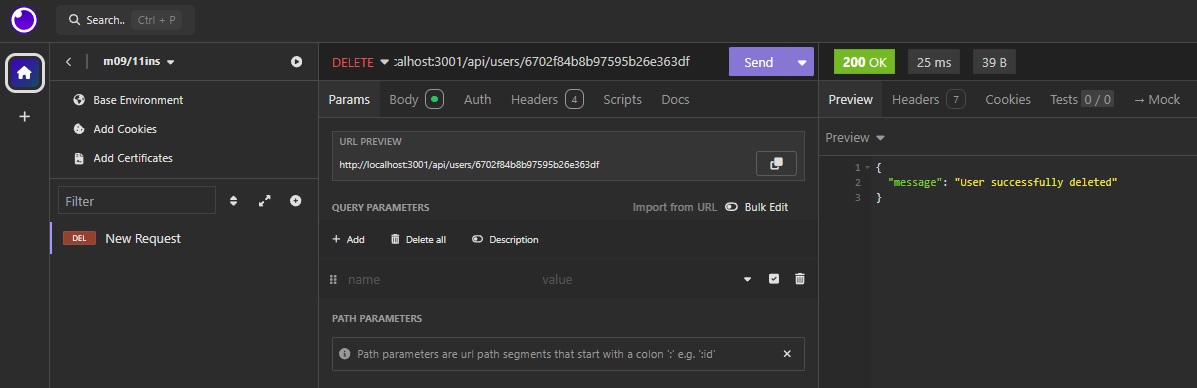 Search.. Ctrl + P
m09/11ins
Base Environment
Add Cookies
Add Certificates
Filter
DEL New Request
DELETE :alhost:3001/api/users/6702f84b8b97595b26e363df Send
Params Body Auth Headers 4 Scripts Docs
URL PREVIEW
http://localhost:3001/api/users/6702f84b8b97595b26e363df
QUERY PARAMETERS Import from URL Bulk Edit
+ Add Delete all Description
name value
PATH PARAMETERS
Path parameters are url path segments that start with a colon ':' e.g. ':id'
200 OK 25 ms 39 B
Preview Headers 7 Cookies Tests 0 / 0 → Mock
Preview
1 {
2 "message": "User successfully deleted"
3 }